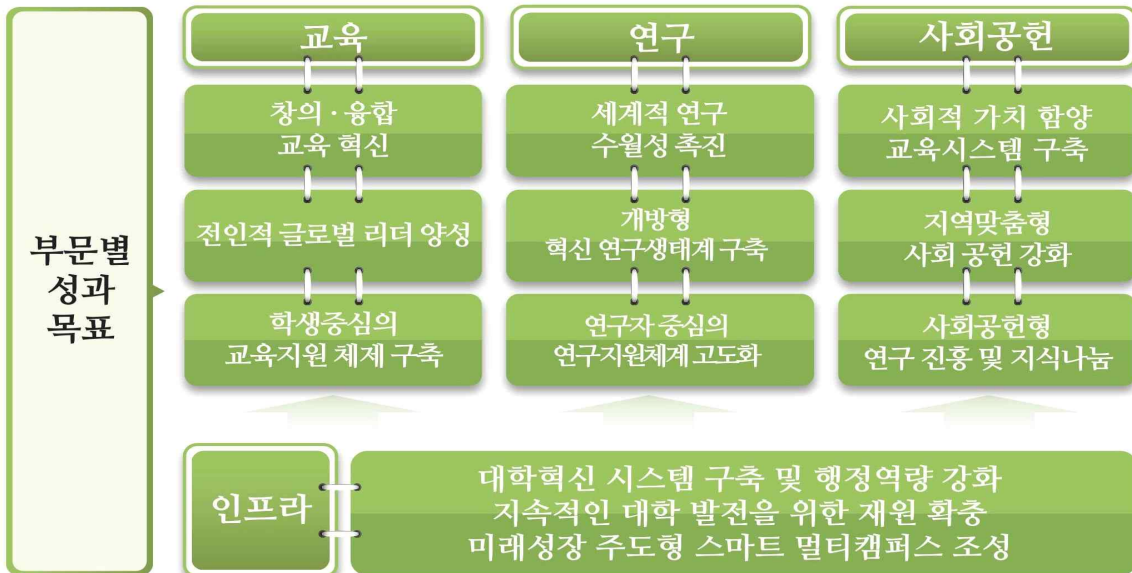 부문별
성과
목표
교육
창의·융합
교육 혁신
전인적 글로벌 리더 양성
학생중심의
교육지원 체제 구축
연구
세계적 연구
수월성 촉진
개방형
혁신 연구생태계 구축
연구자 중심의
연구지원체계 고도화
사회공헌
사회적 가치 함양
교육시스템 구축
지역맞춤형
사회 공헌 강화
사회공헌형
연구 진흥 및 지식나눔
인프라
대학혁신 시스템 구축 및 행정역량 강화
지속적인 대학 발전을 위한 재원 확충
미래성장 주도형 스마트 멀티캠퍼스 조성